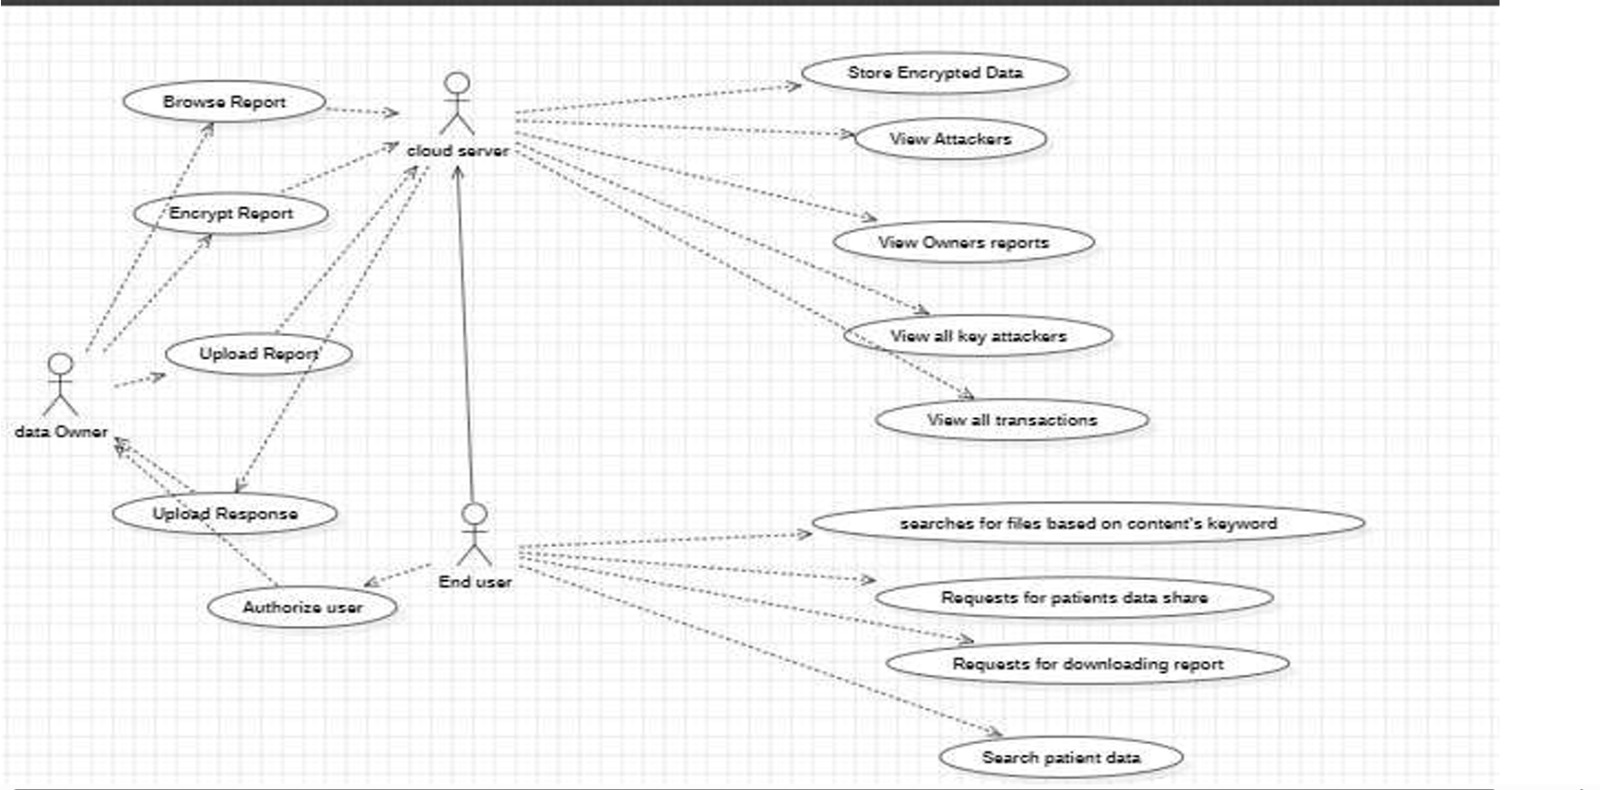 Store Encrypted Data
Browse Report
View Attackers
cloud server
Encrypt Report
View Owners reports
View all key attackers
Upload Report
View all transactions
data Owner
Upload Response
searches for files based on content's keyword
End user
Requests for patients data share
Authorize user
Requests for downloading report
Search patient data